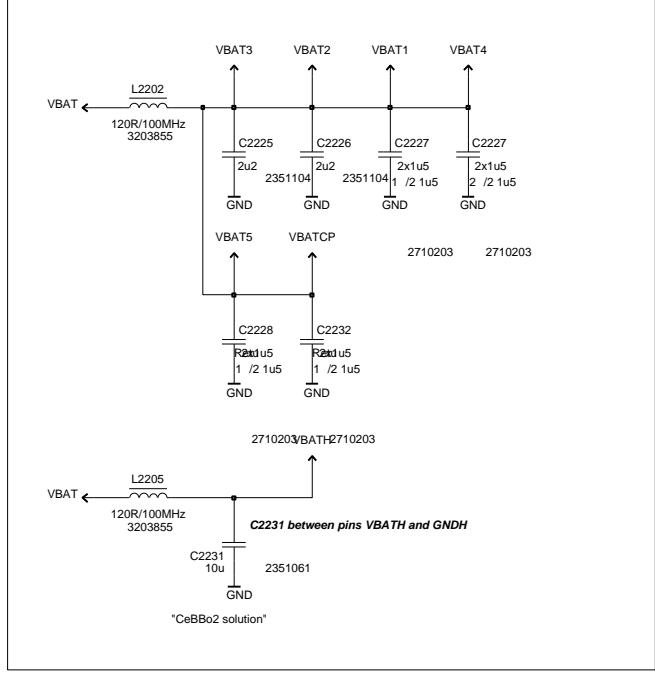 VBAT3 VBAT2 VBAT1 VBAT4
L2202
VBAT
120R/100MHz
3203855
C2225 C2226 C2227 C2227
2u2 2u2 2x1u5 2x1u5
2351104 2351104 1 /2 1u5 2 /2 1u5
GND GND GND GND
VBAT5 VBATCP
2710203 2710203
C2228 C2232
2x1u5 2x1u5
1 /2 1u5 1 /2 1u5
GND GND
2710203 VBATH 2710203
L2205
VBAT
120R/100MHz
3203855
C2231 between pins VBATH and GNDH
C2231
10u 2351061
GND
"CeBBo2 solution"